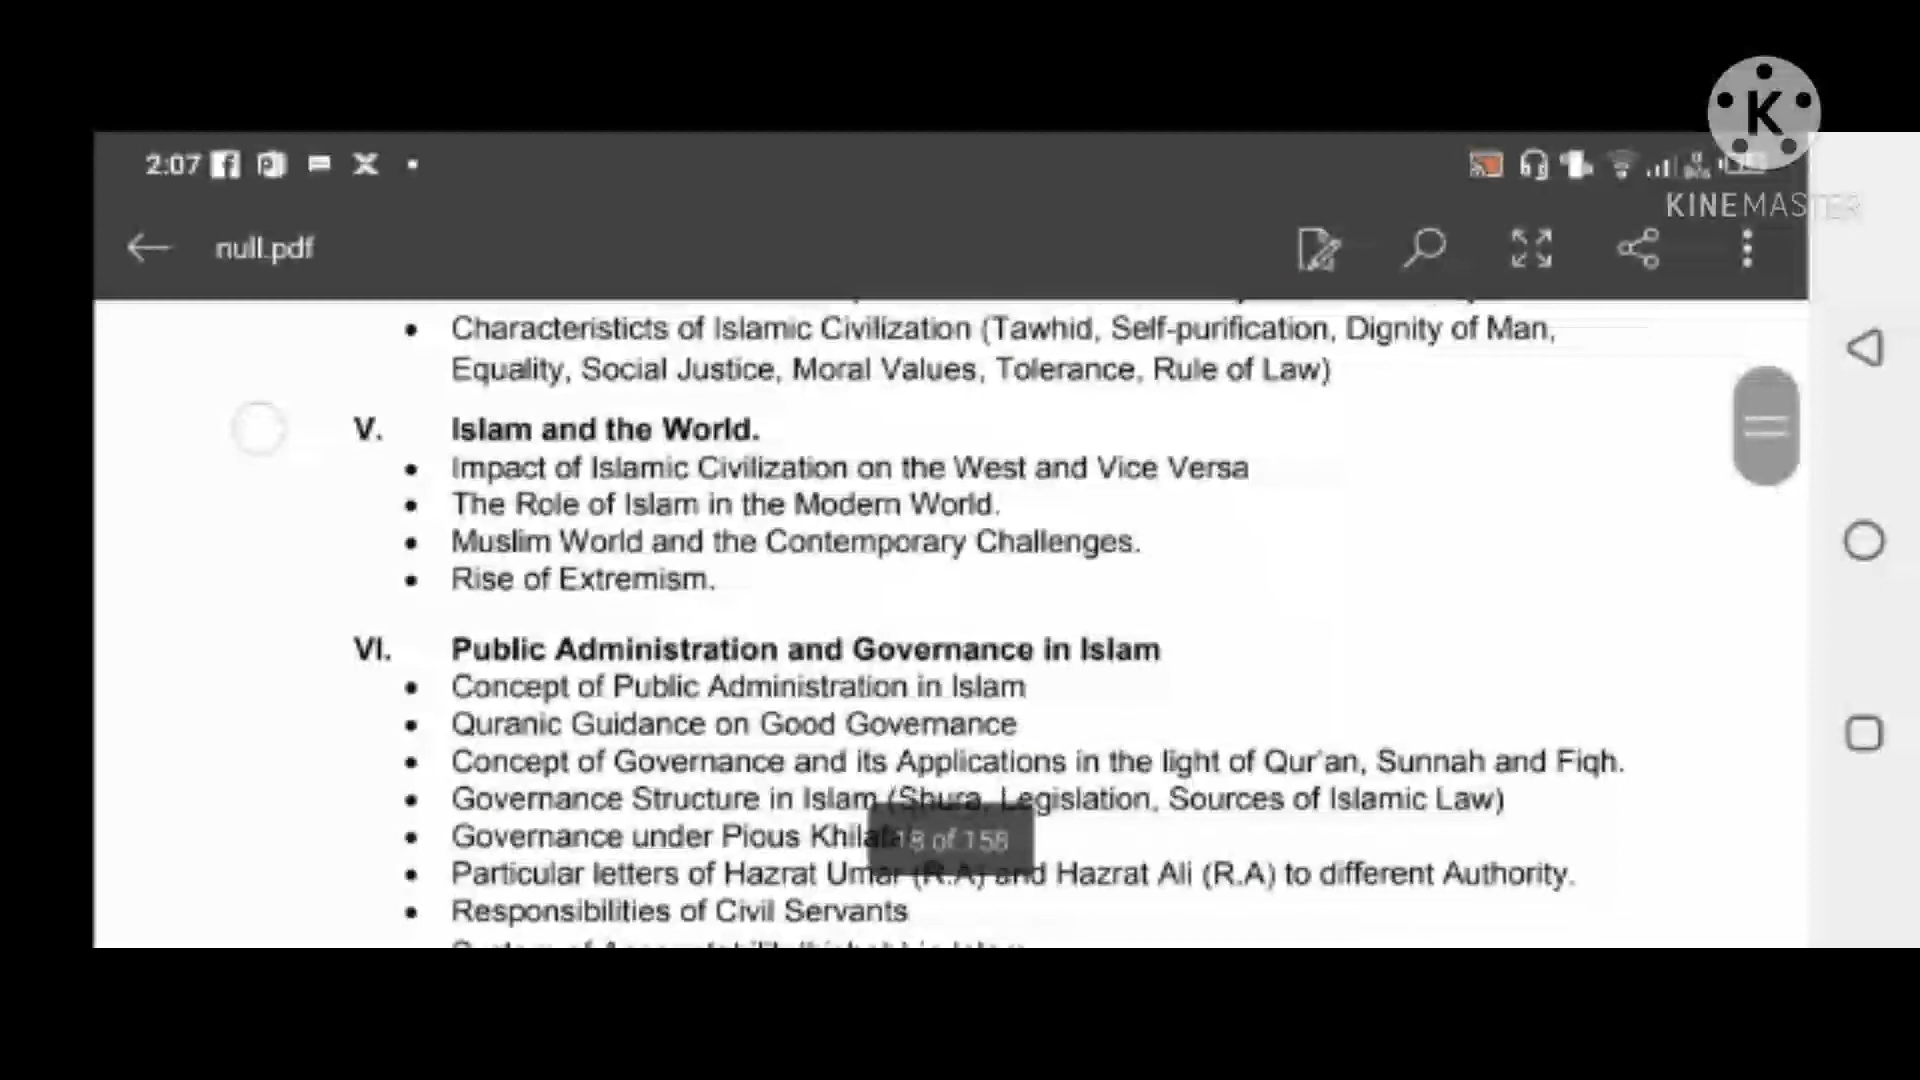 K
KINEMASTER
2:07
null.pdf
• Characteristicts of Islamic Civilization (Tawhid, Self-purification, Dignity of Man,
Equality, Social Justice, Moral Values, Tolerance, Rule of Law)
V. Islam and the World.
• Impact of Islamic Civilization on the West and Vice Versa
• The Role of Islam in the Modern World.
• Muslim World and the Contemporary Challenges.
• Rise of Extremism.
VI. Public Administration and Governance in Islam
• Concept of Public Administration in Islam
• Quranic Guidance on Good Governance
• Concept of Governance and its Applications in the light of Qur'an, Sunnah and Fiqh.
• Governance Structure in Islam (Shura, Legislation, Sources of Islamic Law)
• Governance under Pious
18 of 158
• Particular letters of Hazrat Umar (R.A) and Hazrat Ali (R.A) to different Authority.
• Responsibilities of Civil Servants